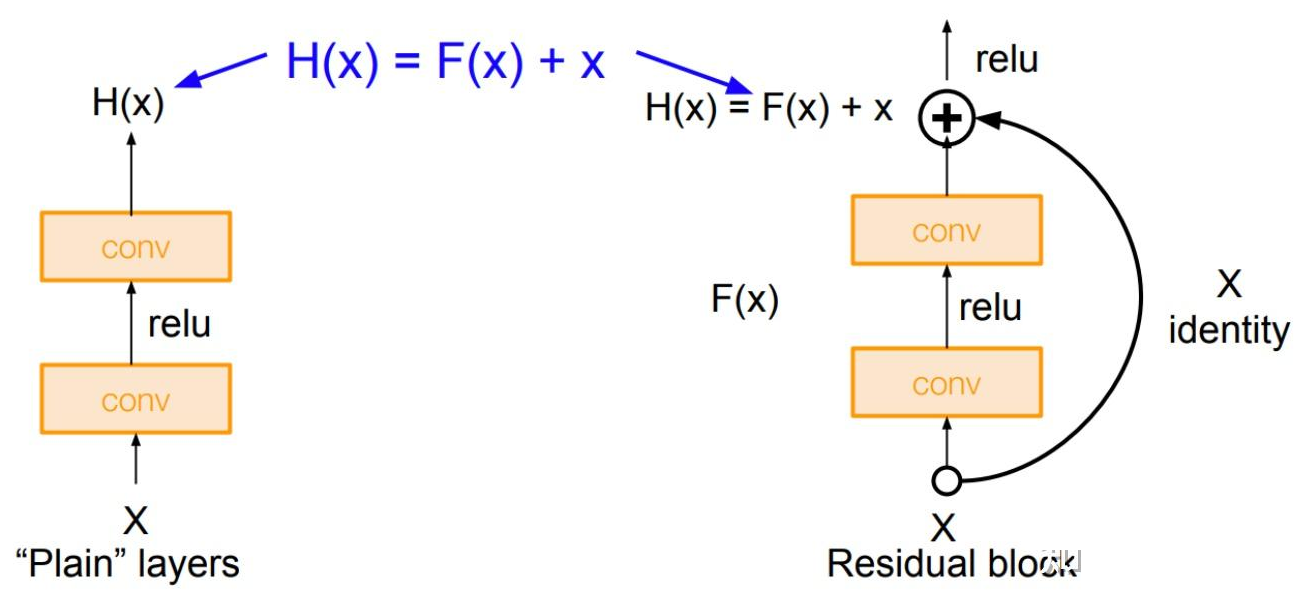 H(x) = F(x) + x
relu
H(x)
H(x) = F(x) + x
conv
conv
relu
F(x)
relu
X
identity
conv
conv
X
X
“Plain” layers
Residual block